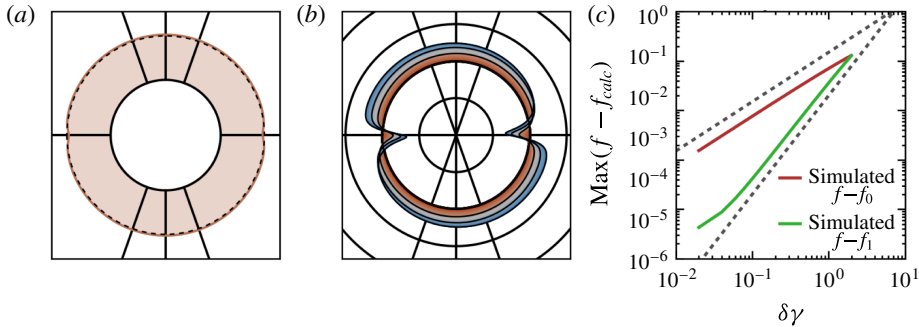 (a)
(b)
(c)
Max(f − f_calc)
10^0
10^−1
10^−2
10^−3
10^−4
10^−5
10^−6
Simulated
f−f_0
Simulated
f−f_1
10^−2
10^−1
10^0
10^1
δγ